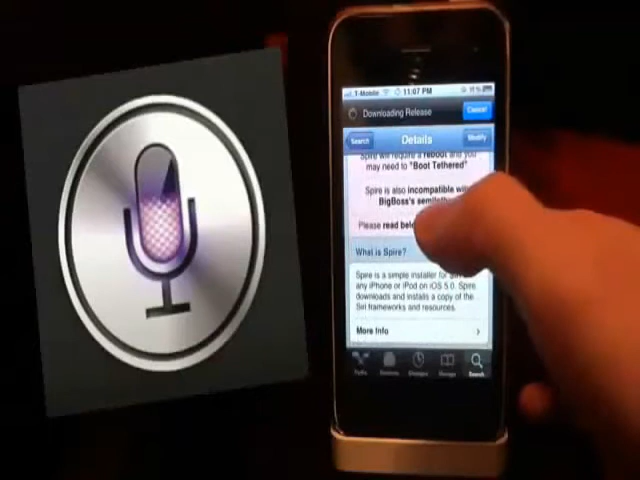 T-Mobile 11:07 PM
Downloading Release Cancel
Search Details Modify
Spire will require a reboot and you
may need to "Boot Tethered"
Spire is also incompatible with
BigBoss's
Please read
What is Spire?
Spire is a simple installer for
any iPhone or iPod on iOS 5.0. Spire
downloads and installs a copy of the
Siri frameworks and resources.
More Info
Changes Manage Search